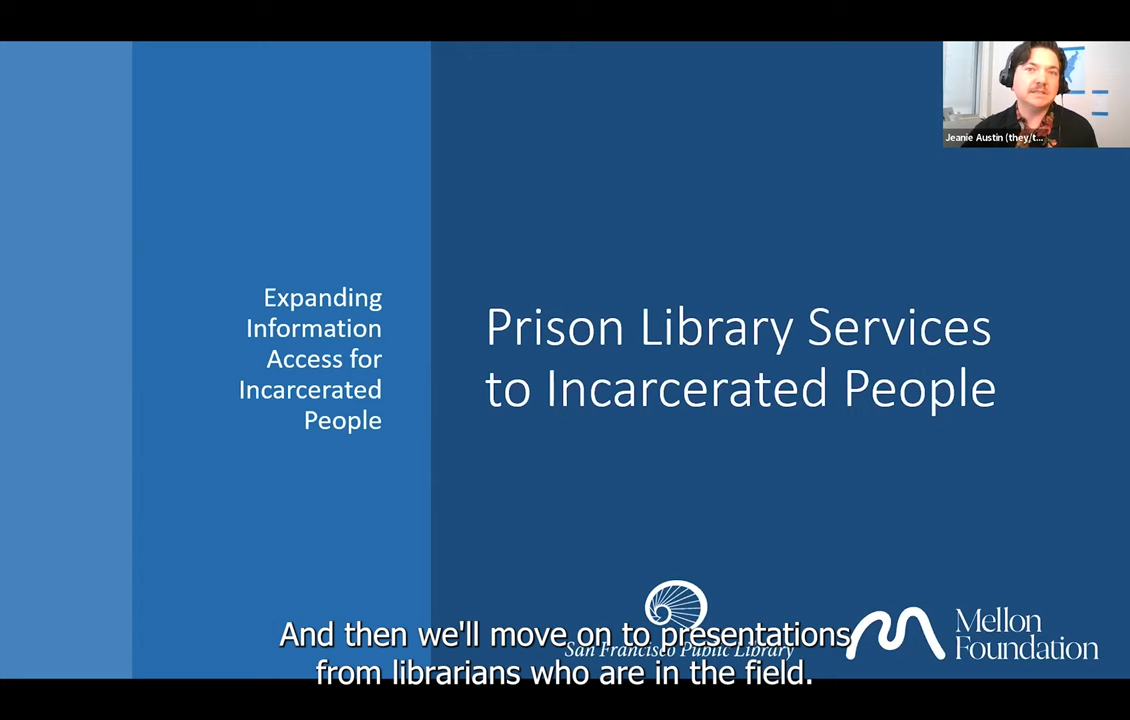 Jeanie Austin (they/t...
Expanding
Information
Access for
Incarcerated
People
Prison Library Services
to Incarcerated People
San Francisco Public Library
Mellon
Foundation
And then we'll move on to presentations
from librarians who are in the field.